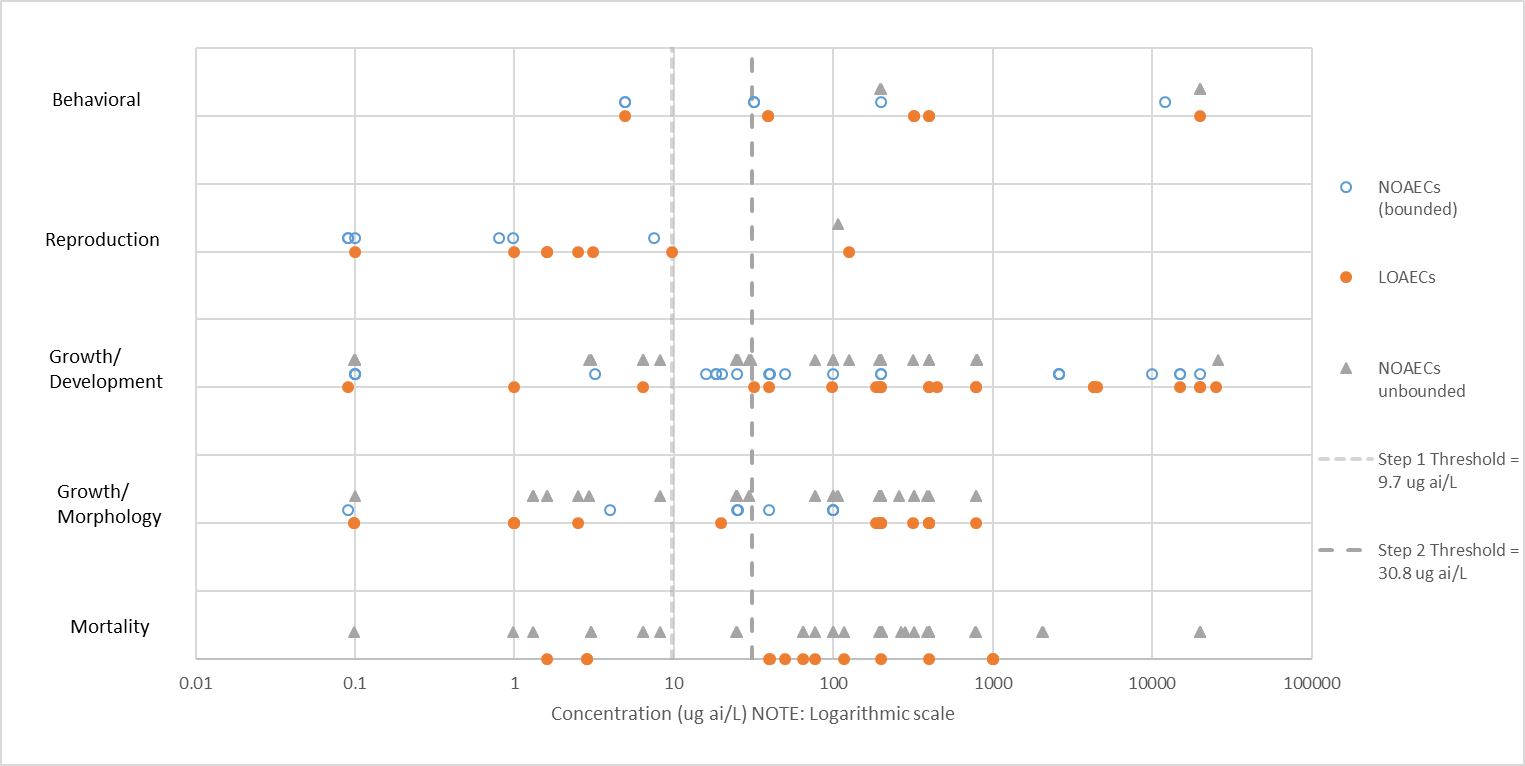 Behavioral
Reproduction
Growth/
Development
Growth/
Morphology
Mortality
0.01 0.1 1 10 100 1000 10000 100000
Concentration (ug ai/L) NOTE: Logarithmic scale
NOAECs
(bounded)
LOAECs
NOAECs
unbounded
Step 1 Threshold =
9.7 ug ai/L
Step 2 Threshold =
30.8 ug ai/L